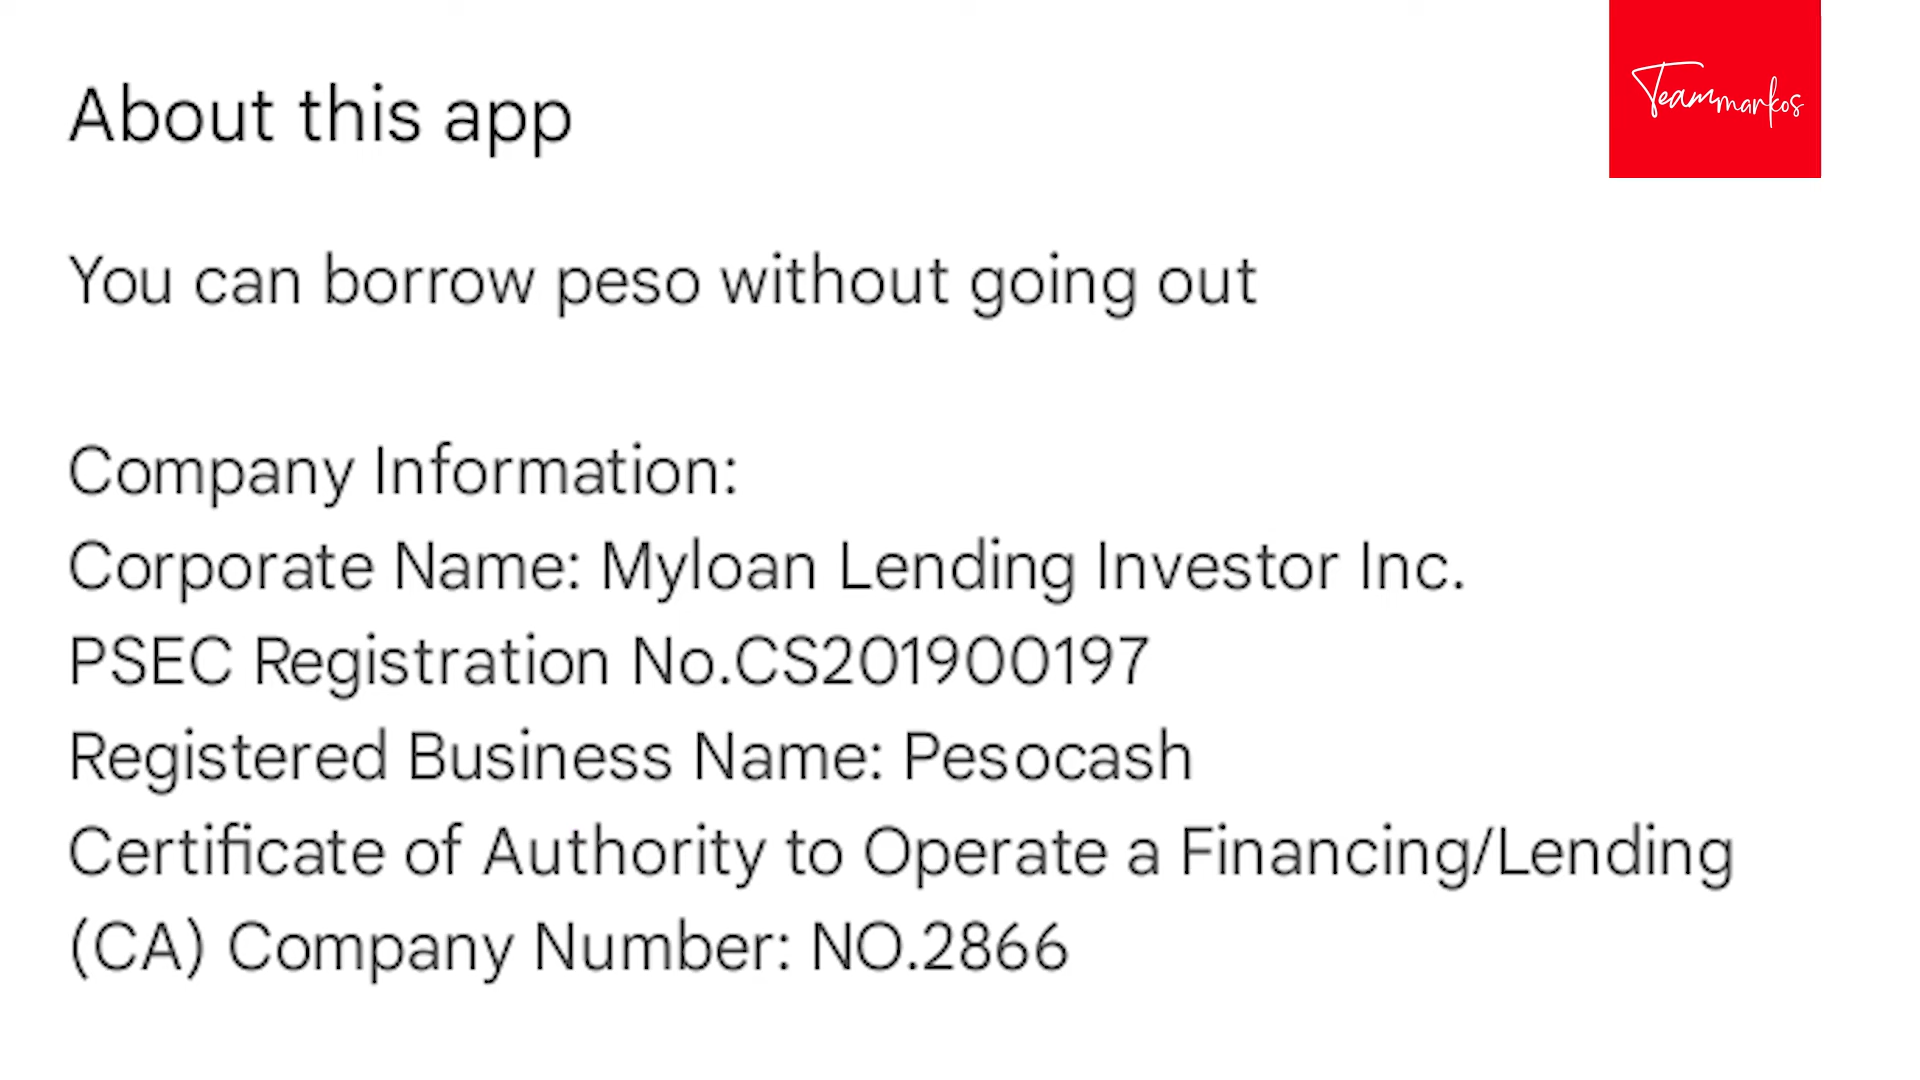 About this app
Teammarkos
You can borrow peso without going out
Company Information:
Corporate Name: Myloan Lending Investor Inc.
PSEC Registration No.CS201900197
Registered Business Name: Pesocash
Certificate of Authority to Operate a Financing/Lending
(CA) Company Number: NO.2866